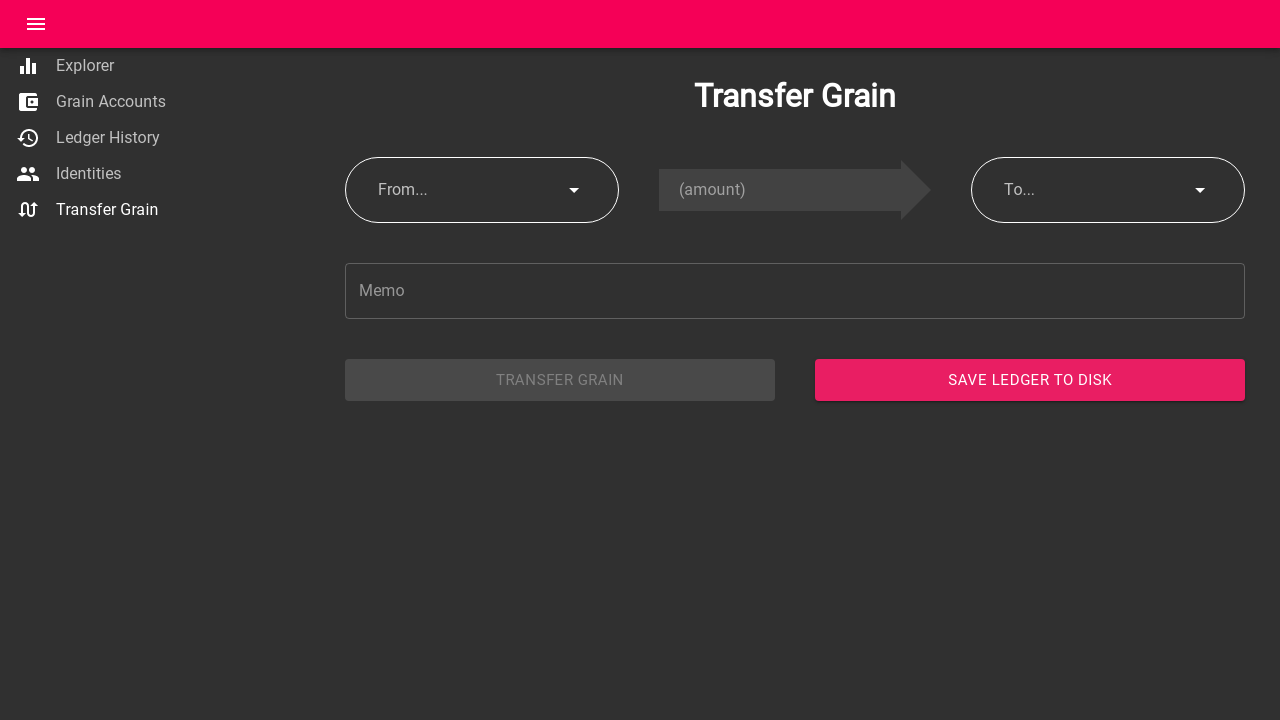 Explorer
Grain Accounts
Ledger History
Identities
Transfer Grain
Transfer Grain
From...
(amount)
To...
Memo
TRANSFER GRAIN
SAVE LEDGER TO DISK